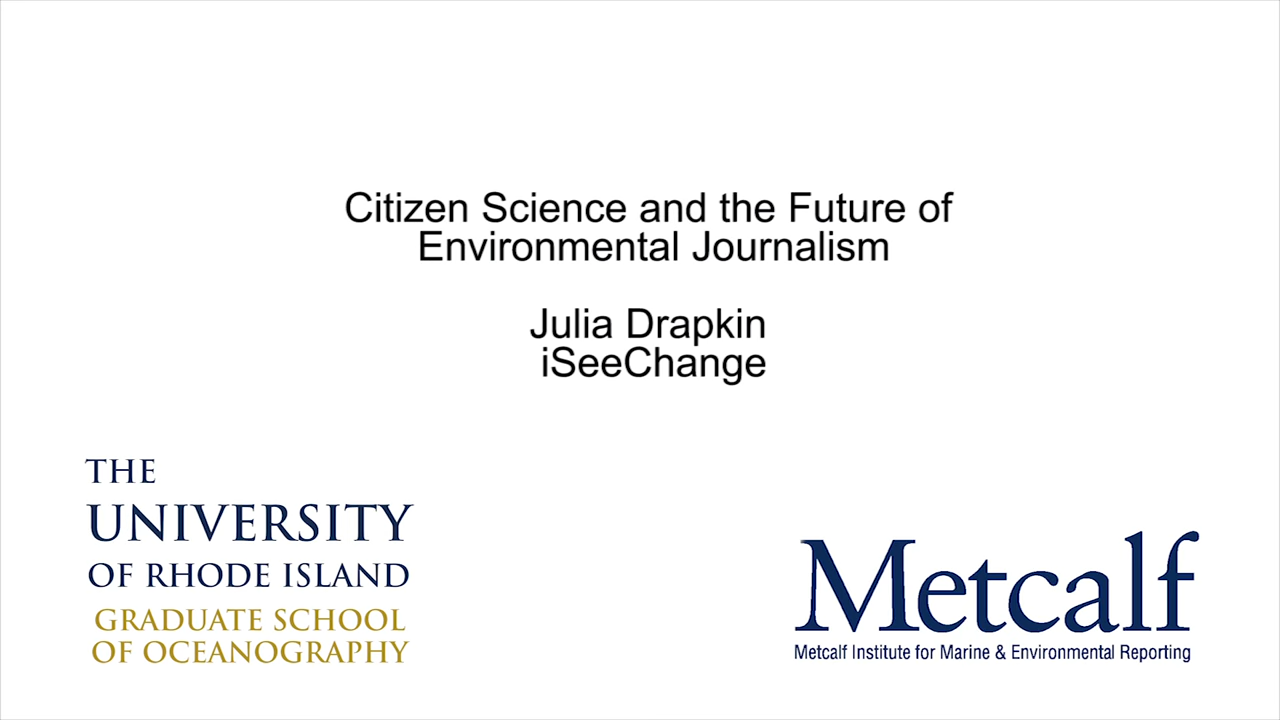 Citizen Science and the Future of
Environmental Journalism
Julia Drapkin
iSeeChange
THE
UNIVERSITY
OF RHODE ISLAND
GRADUATE SCHOOL
OF OCEANOGRAPHY
Metcalf
Metcalf Institute for Marine & Environmental Reporting